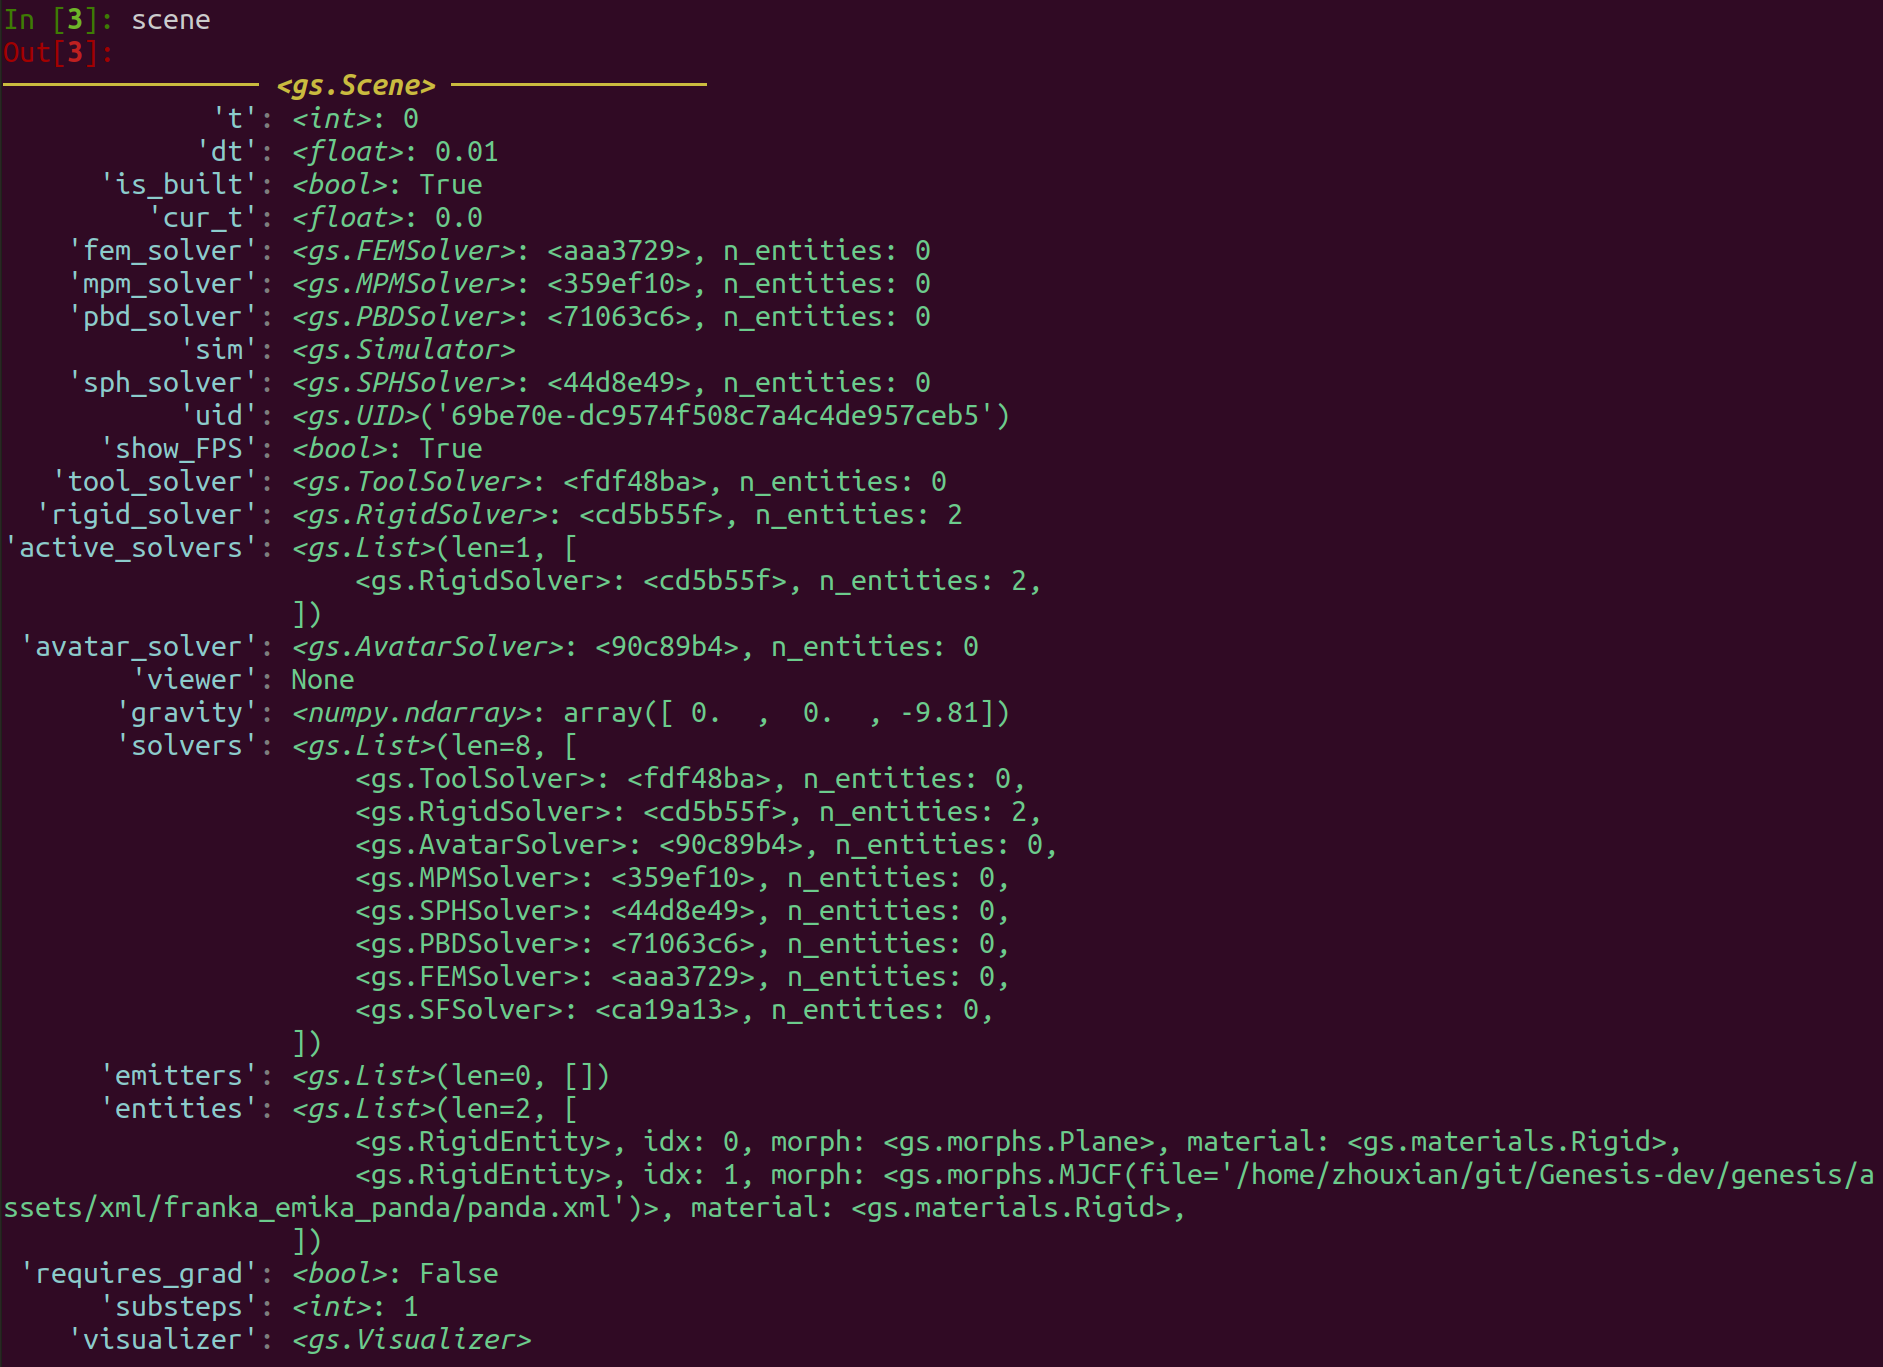 In [3]: scene
Out[3]:
<gs.Scene>
't': <int>: 0
'dt': <float>: 0.01
'is_built': <bool>: True
'cur_t': <float>: 0.0
'fem_solver': <gs.FEMSolver>: <aaa3729>, n_entities: 0
'mpm_solver': <gs.MPMSolver>: <359ef10>, n_entities: 0
'pbd_solver': <gs.PBDSolver>: <71063c6>, n_entities: 0
'sim': <gs.Simulator>
'sph_solver': <gs.SPHSolver>: <44d8e49>, n_entities: 0
'uid': <gs.UID>('69be70e-dc9574f508c7a4c4de957ceb5')
'show_FPS': <bool>: True
'tool_solver': <gs.ToolSolver>: <fdf48ba>, n_entities: 0
'rigid_solver': <gs.RigidSolver>: <cd5b55f>, n_entities: 2
'active_solvers': <gs.List>(len=1, [
<gs.RigidSolver>: <cd5b55f>, n_entities: 2,
])
'avatar_solver': <gs.AvatarSolver>: <90c89b4>, n_entities: 0
'viewer': None
'gravity': <numpy.ndarray>: array([ 0.  ,  0.  , -9.81])
'solvers': <gs.List>(len=8, [
<gs.ToolSolver>: <fdf48ba>, n_entities: 0,
<gs.RigidSolver>: <cd5b55f>, n_entities: 2,
<gs.AvatarSolver>: <90c89b4>, n_entities: 0,
<gs.MPMSolver>: <359ef10>, n_entities: 0,
<gs.SPHSolver>: <44d8e49>, n_entities: 0,
<gs.PBDSolver>: <71063c6>, n_entities: 0,
<gs.FEMSolver>: <aaa3729>, n_entities: 0,
<gs.SFSolver>: <ca19a13>, n_entities: 0,
])
'emitters': <gs.List>(len=0, [])
'entities': <gs.List>(len=2, [
<gs.RigidEntity>, idx: 0, morph: <gs.morphs.Plane>, material: <gs.materials.Rigid>,
<gs.RigidEntity>, idx: 1, morph: <gs.morphs.MJCF(file='/home/zhouxian/git/Genesis-dev/genesis/a
ssets/xml/franka_emika_panda/panda.xml')>, material: <gs.materials.Rigid>,
])
'requires_grad': <bool>: False
'substeps': <int>: 1
'visualizer': <gs.Visualizer>